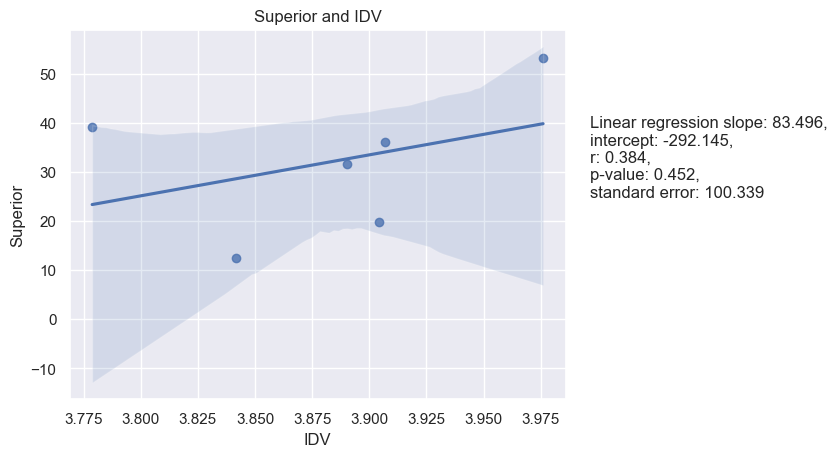 Superior and IDV
50
40
30
20
10
0
−10
Superior
3.775 3.800 3.825 3.850 3.875 3.900 3.925 3.950 3.975
IDV
Linear regression slope: 83.496,
intercept: -292.145,
r: 0.384,
p-value: 0.452,
standard error: 100.339